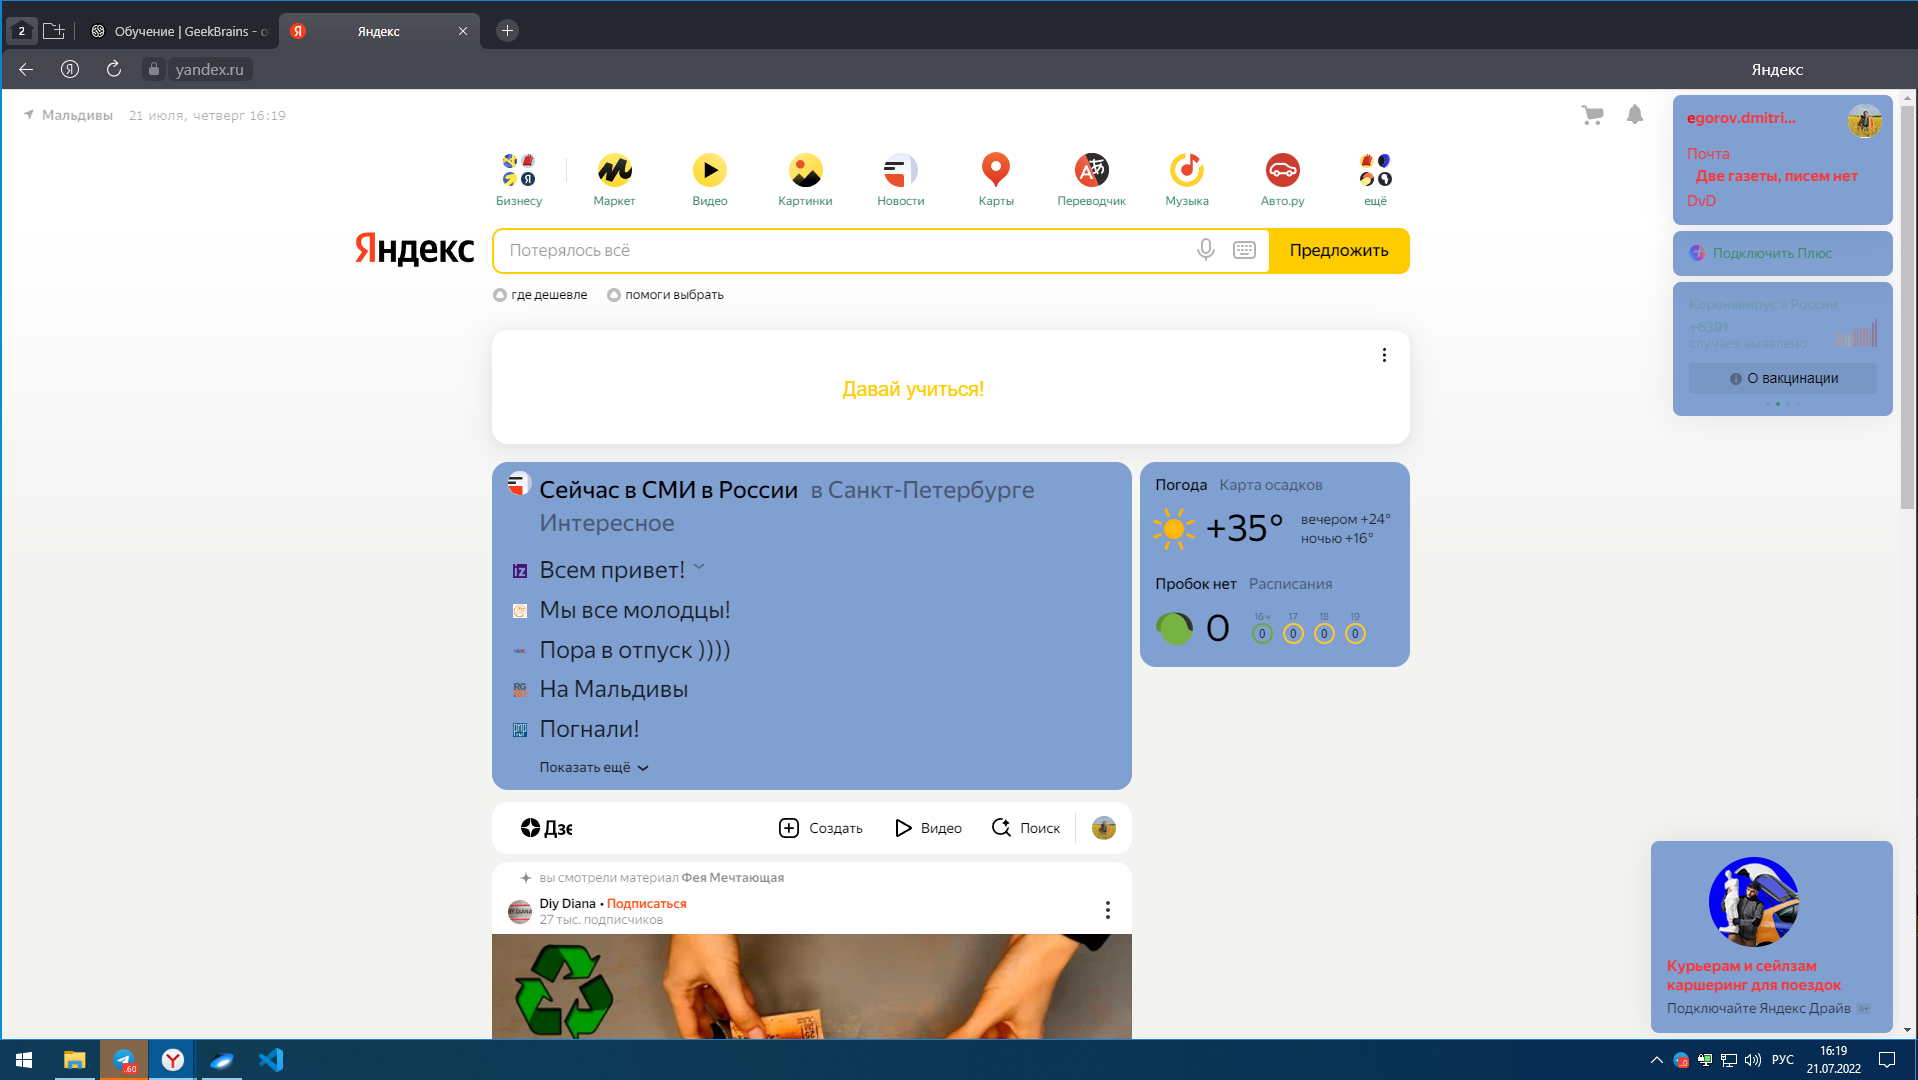 2
Обучение | GeekBrains - о
Яндекс
yandex.ru
Яндекс
Мальдивы 21 июля, четверг 16:19
egorov.dmitri...
Почта
Две газеты, писем нет
DvD
Бизнесу Маркет Видео Картинки Новости Карты Переводчик Музыка Авто.ру ещё
Яндекс
Потерялось всё
Предложить
где дешевле помоги выбрать
Подключить Плюс
Коронавирус в России
+6391
случаев выявлено
О вакцинации
Давай учиться!
Сейчас в СМИ в России в Санкт-Петербурге
Интересное
Всем привет!
Мы все молодцы!
Пора в отпуск ))))
На Мальдивы
Погнали!
Показать ещё
Погода Карта осадков
+35°
вечером +24°
ночью +16°
Пробок нет Расписания
0
16ч 17 18 19
0 0 0 0
Дзе
Создать Видео Поиск
вы смотрели материал Фея Мечтающая
Diy Diana • Подписаться
27 тыс. подписчиков
Курьерам и сейлзам
каршеринг для поездок
Подключайте Яндекс Драйв
РУС
16:19
21.07.2022